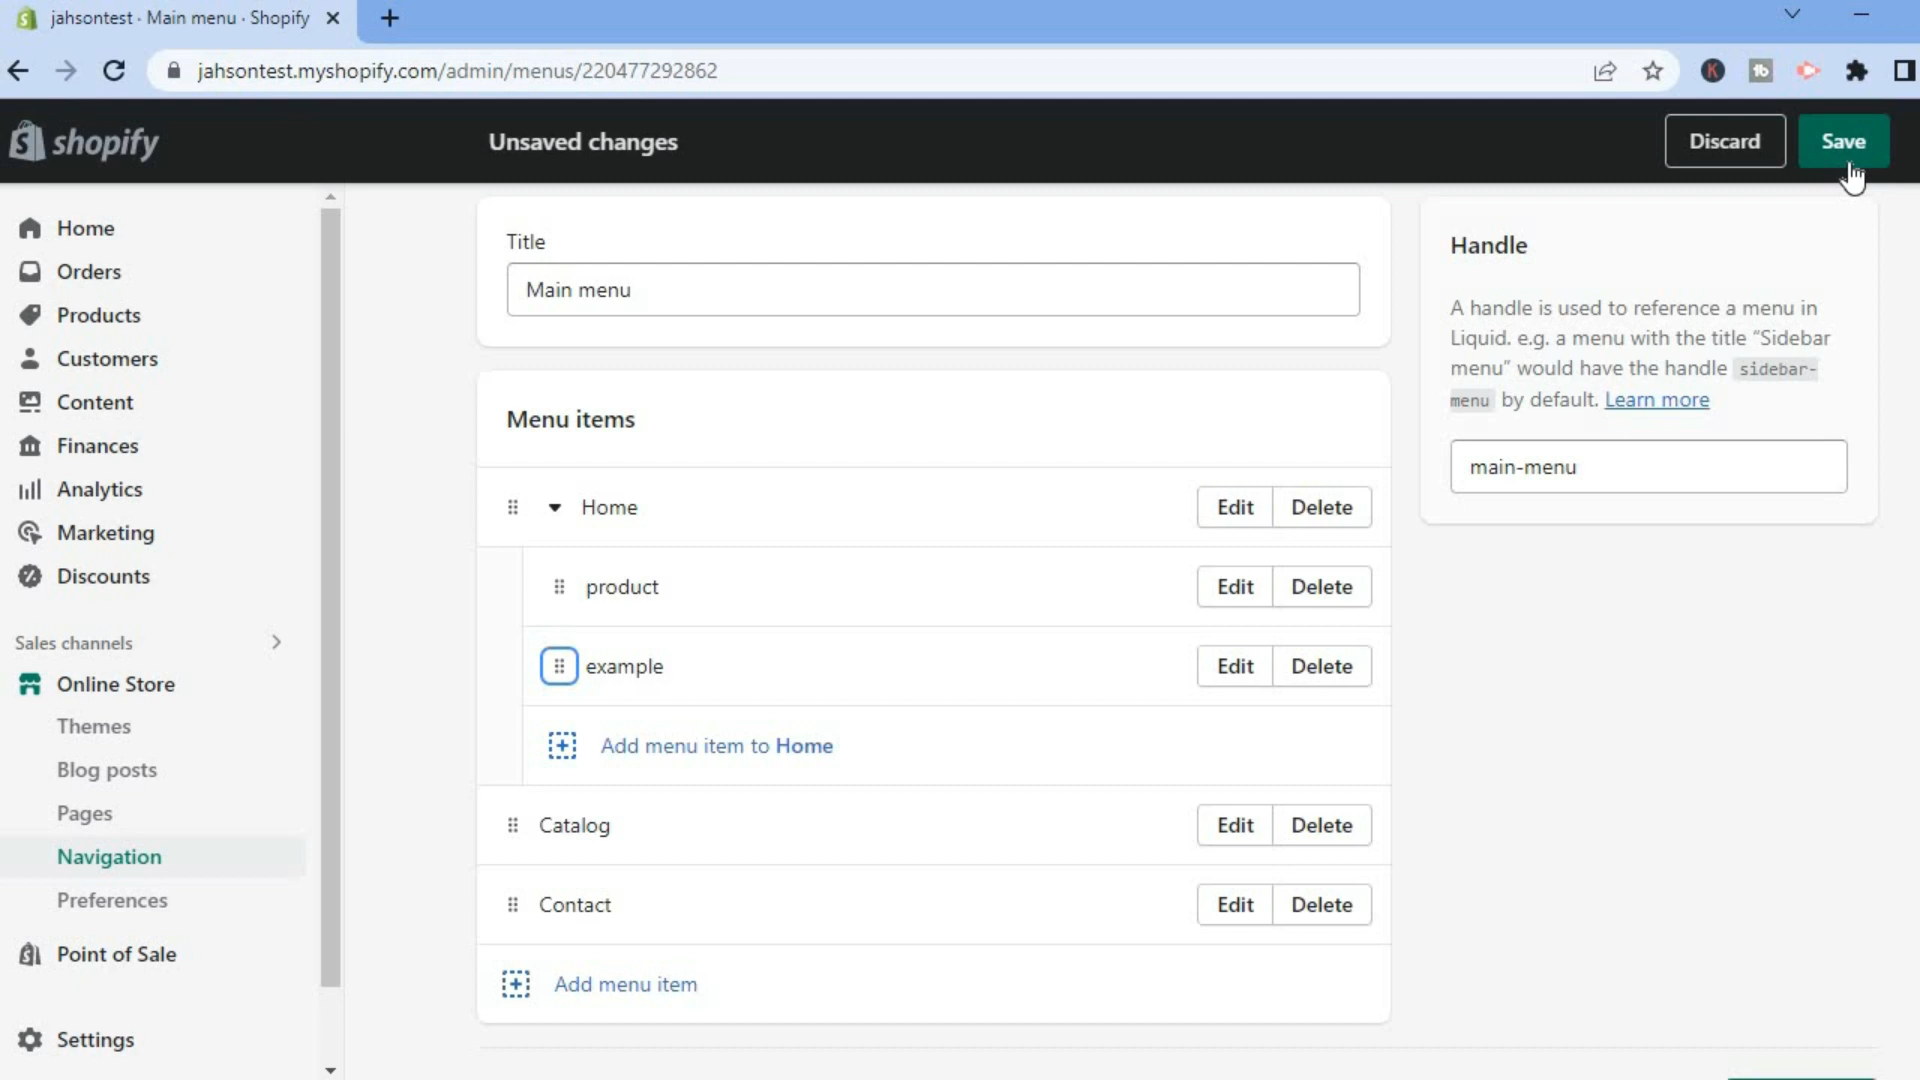 jahsontest · Main menu · Shopify
jahsontest.myshopify.com/admin/menus/220477292862
K
tb
shopify
Unsaved changes
Discard
Save
Home
Orders
Products
Customers
Content
Finances
Analytics
Marketing
Discounts
Sales channels
Online Store
Themes
Blog posts
Pages
Navigation
Preferences
Point of Sale
Settings
Title
Main menu
Menu items
Home Edit Delete
product Edit Delete
example Edit Delete
Add menu item to Home
Catalog Edit Delete
Contact Edit Delete
Add menu item
Handle
A handle is used to reference a menu in
Liquid. e.g. a menu with the title “Sidebar
menu” would have the handle sidebar-
menu by default. Learn more
main-menu